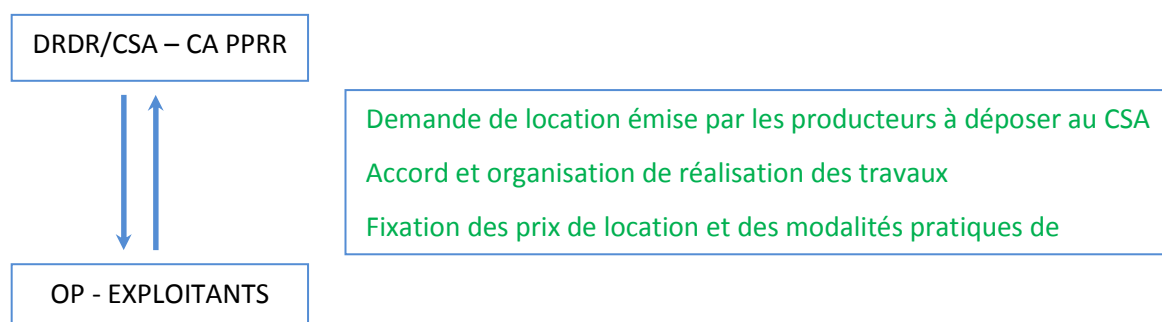 DRDR/CSA – CA PPRR
Demande de location émise par les producteurs à déposer au CSA
Accord et organisation de réalisation des travaux
Fixation des prix de location et des modalités pratiques de
OP - EXPLOITANTS